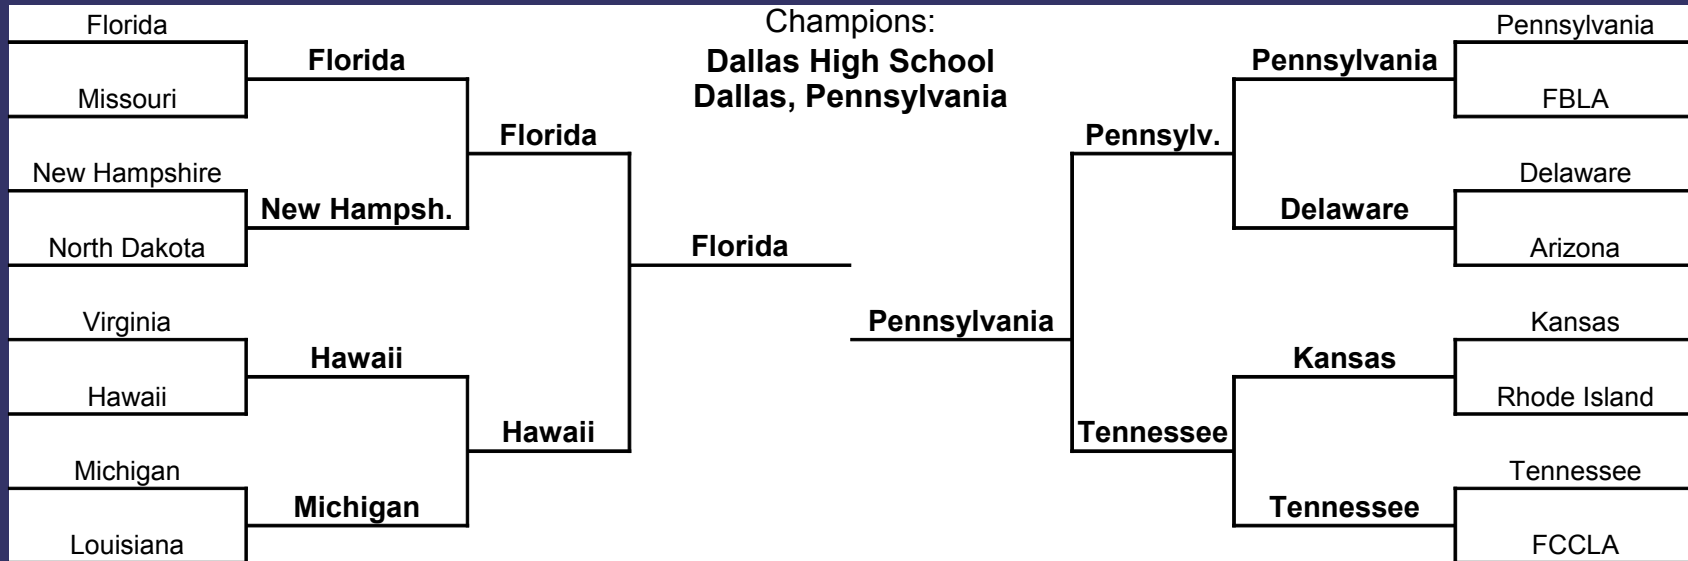 Florida
Missouri
New Hampshire
North Dakota
Virginia
Hawaii
Michigan
Louisiana
Florida
New Hampsh.
Hawaii
Michigan
Florida
Hawaii
Florida
Champions:
Dallas High School
Dallas, Pennsylvania
Pennsylvania
Pennsylv.
Tennessee
Pennsylvania
Delaware
Kansas
Tennessee
Pennsylvania
FBLA
Delaware
Arizona
Kansas
Rhode Island
Tennessee
FCCLA